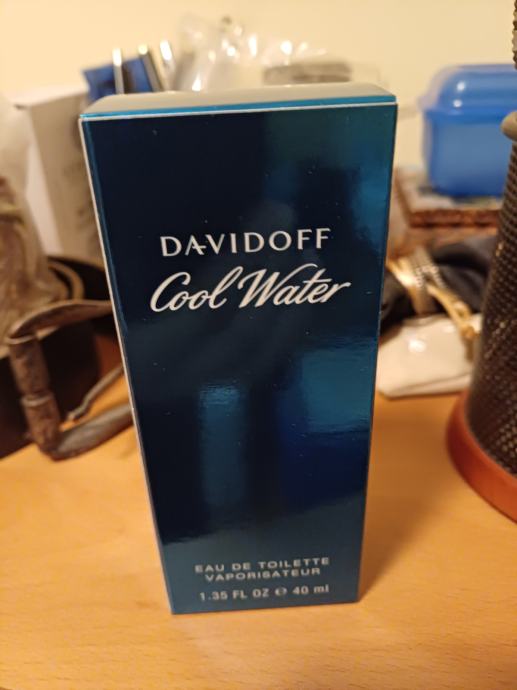 DAVIDOFF
Cool Water
EAU DE TOILETTE
VAPORISATEUR
1.35 FL OZ ℮ 40 ml